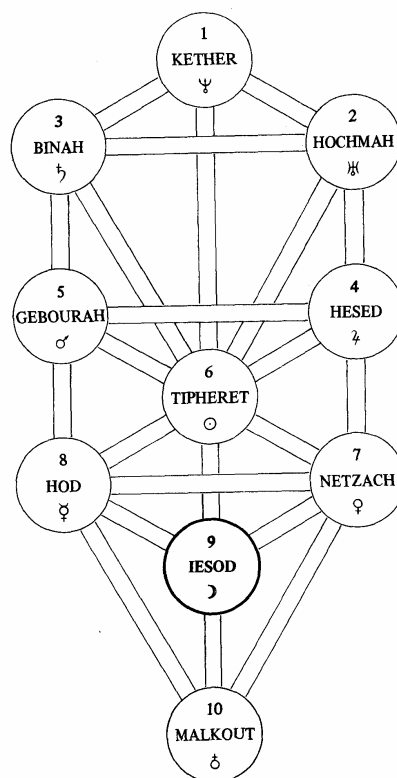 1
KETHER
♆
2
HOCHMAH
♅
3
BINAH
♄
4
HESED
♃
5
GEBOURAH
♂
6
TIPHERET
☉
7
NETZACH
♀
8
HOD
☿
9
IESOD
☽
10
MALKOUT
♁